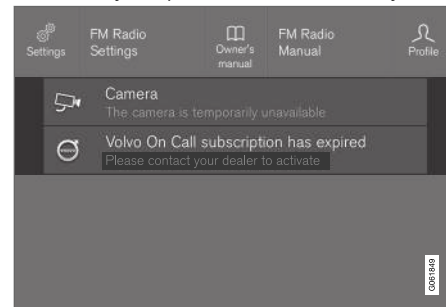 Settings
FM Radio
Settings
Owner's
manual
FM Radio
Manual
Profile
Camera
The camera is temporarily unavailable
Volvo On Call subscription has expired
Please contact your dealer to activate
G061849